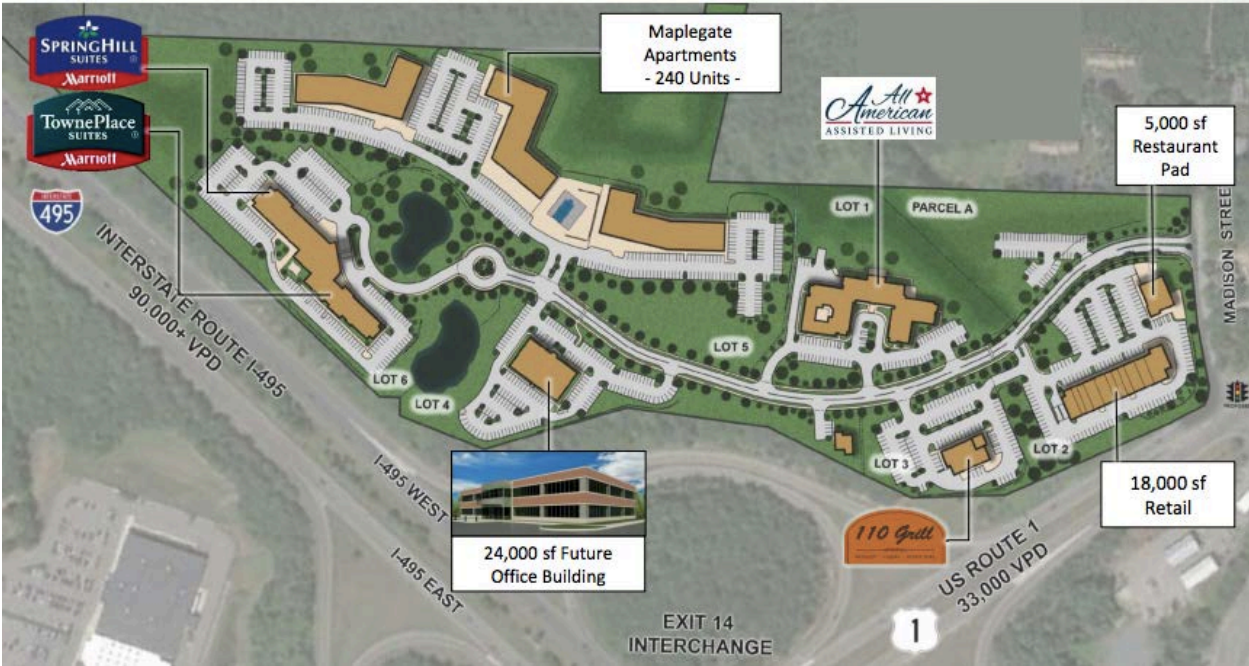 SPRINGHILL
SUITES
Marriott
TownePlace
SUITES
Marriott
INTERSTATE
495
INTERSTATE ROUTE I-495
90,000+ VPD
Maplegate
Apartments
- 240 Units -
All
American
ASSISTED LIVING
5,000 sf
Restaurant
Pad
MADISON STREET
LOT 1
PARCEL A
LOT 5
LOT 6
LOT 4
LOT 3
LOT 2
I-495 WEST
I-495 EAST
24,000 sf Future
Office Building
110 Grill
18,000 sf
Retail
US ROUTE 1
33,000 VPD
1
EXIT 14
INTERCHANGE